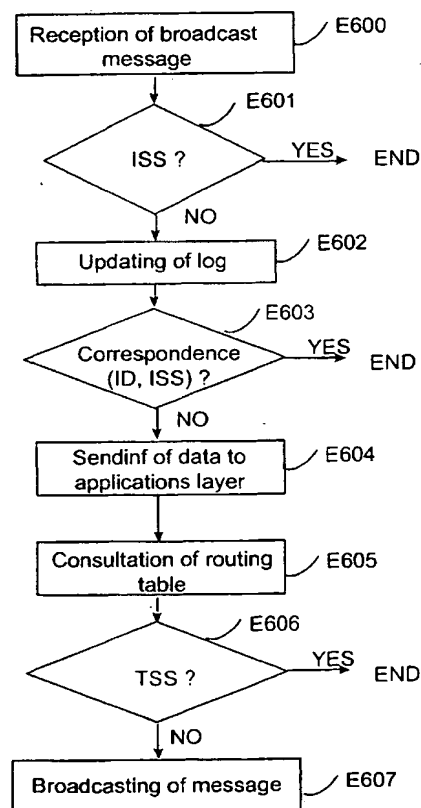 Reception of broadcast
message
E600
E601
ISS ?
YES
END
NO
Updating of log
E602
E603
Correspondence
(ID, ISS) ?
YES
END
NO
Sendinf of data to
applications layer
E604
Consultation of routing
table
E605
E606
TSS ?
YES
END
NO
Broadcasting of message
E607